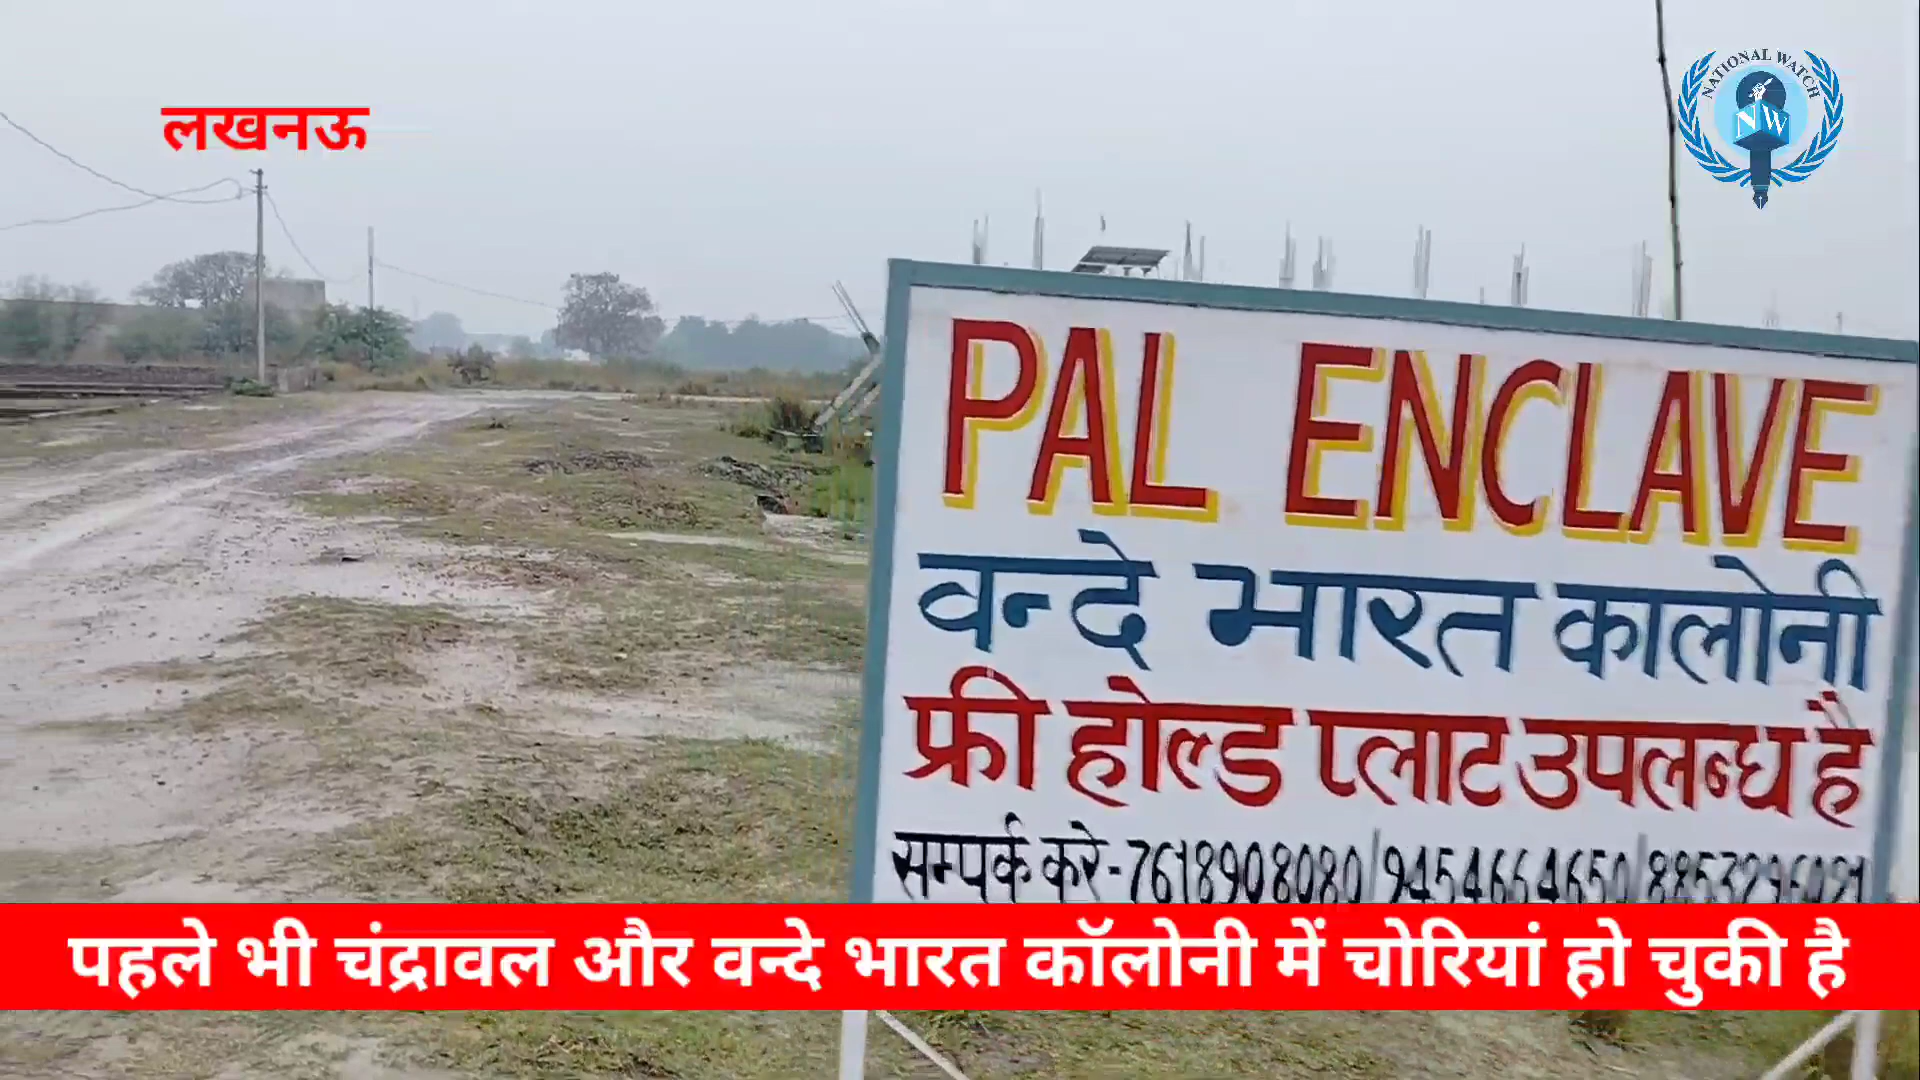 NATIONAL WATCH
NW
लखनऊ
PAL ENCLAVE
वन्दे भारत कालोनी
फ्री होल्ड प्लाट उपलब्ध है
सम्पर्क करे-7618908080/9454664650/
पहले भी चंद्रावल और वन्दे भारत कॉलोनी में चोरियां हो चुकी है